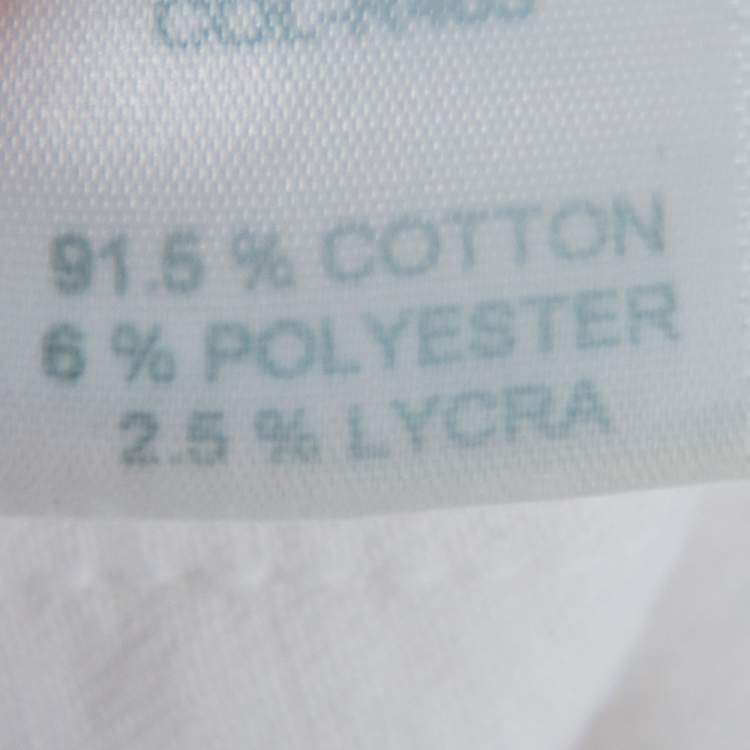 91.5 % COTTON
6 % POLYESTER
2.5 % LYCRA